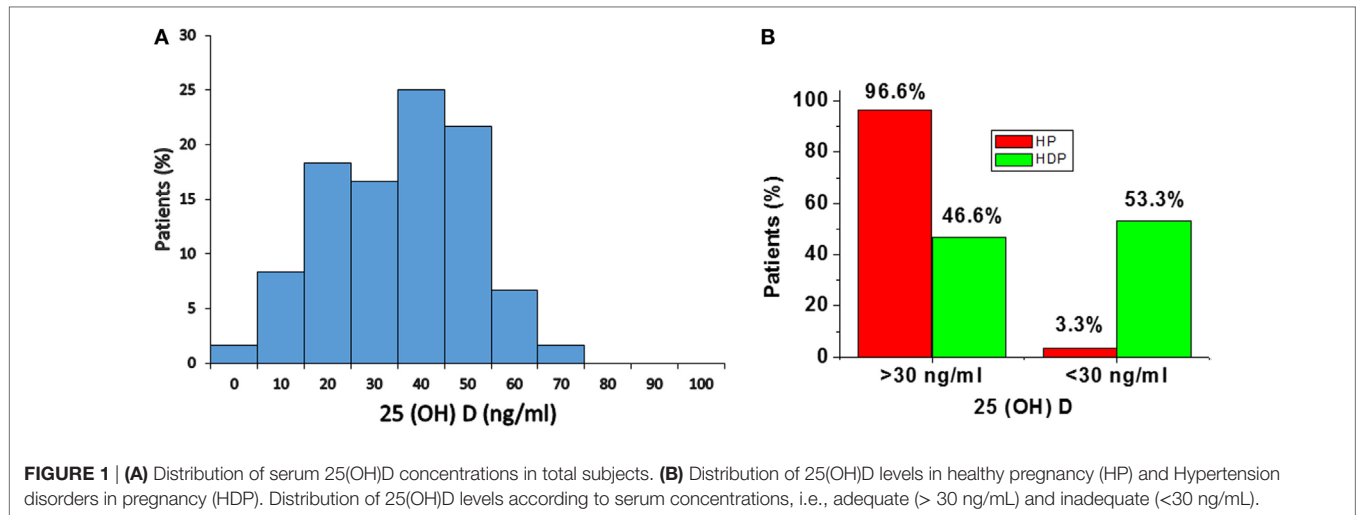 A
30
25
20
15
10
5
0
Patients (%)
0 10 20 30 40 50 60 70 80 90 100
25 (OH) D (ng/ml)
B
100
80
60
40
20
0
Patients (%)
96.6%
46.6%
3.3%
53.3%
HP
HDP
>30 ng/ml <30 ng/ml
25 (OH) D
FIGURE 1 | (A) Distribution of serum 25(OH)D concentrations in total subjects. (B) Distribution of 25(OH)D levels in healthy pregnancy (HP) and Hypertension
disorders in pregnancy (HDP). Distribution of 25(OH)D levels according to serum concentrations, i.e., adequate (> 30 ng/mL) and inadequate (<30 ng/mL).